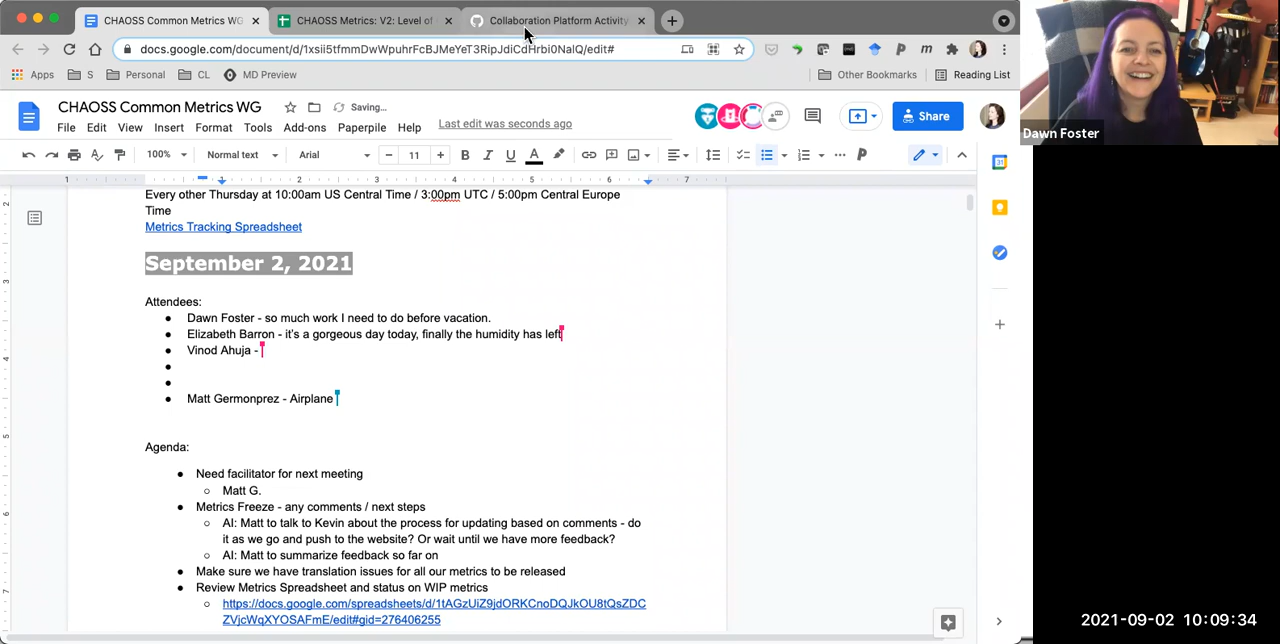 CHAOSS Common Metrics WG
CHAOSS Metrics: V2: Level of
Collaboration Platform Activity
docs.google.com/document/d/1xsii5tfmmDwWpuhrFcBJMeYeT3RipJdiCdHrbi0NalQ/edit#
Apps S Personal CL MD Preview Other Bookmarks Reading List
CHAOSS Common Metrics WG Saving...
File Edit View Insert Format Tools Add-ons Paperpile Help Last edit was seconds ago
Share
100% Normal text Arial 11
1 1 2 3 4 5 6 7
Every other Thursday at 10:00am US Central Time / 3:00pm UTC / 5:00pm Central Europe
Time
Metrics Tracking Spreadsheet
September 2, 2021
Attendees:
Dawn Foster - so much work I need to do before vacation.
Elizabeth Barron - it's a gorgeous day today, finally the humidity has left
Vinod Ahuja -
Matt Germonprez - Airplane
Agenda:
Need facilitator for next meeting
Matt G.
Metrics Freeze - any comments / next steps
AI: Matt to talk to Kevin about the process for updating based on comments - do
it as we go and push to the website? Or wait until we have more feedback?
AI: Matt to summarize feedback so far on
Make sure we have translation issues for all our metrics to be released
Review Metrics Spreadsheet and status on WIP metrics
https://docs.google.com/spreadsheets/d/1tAGzUiZ9jdORKCnoDQJkOU8tQsZDC
ZVjcWqXYOSAFmE/edit#gid=276406255
Dawn Foster
2021-09-02 10:09:34